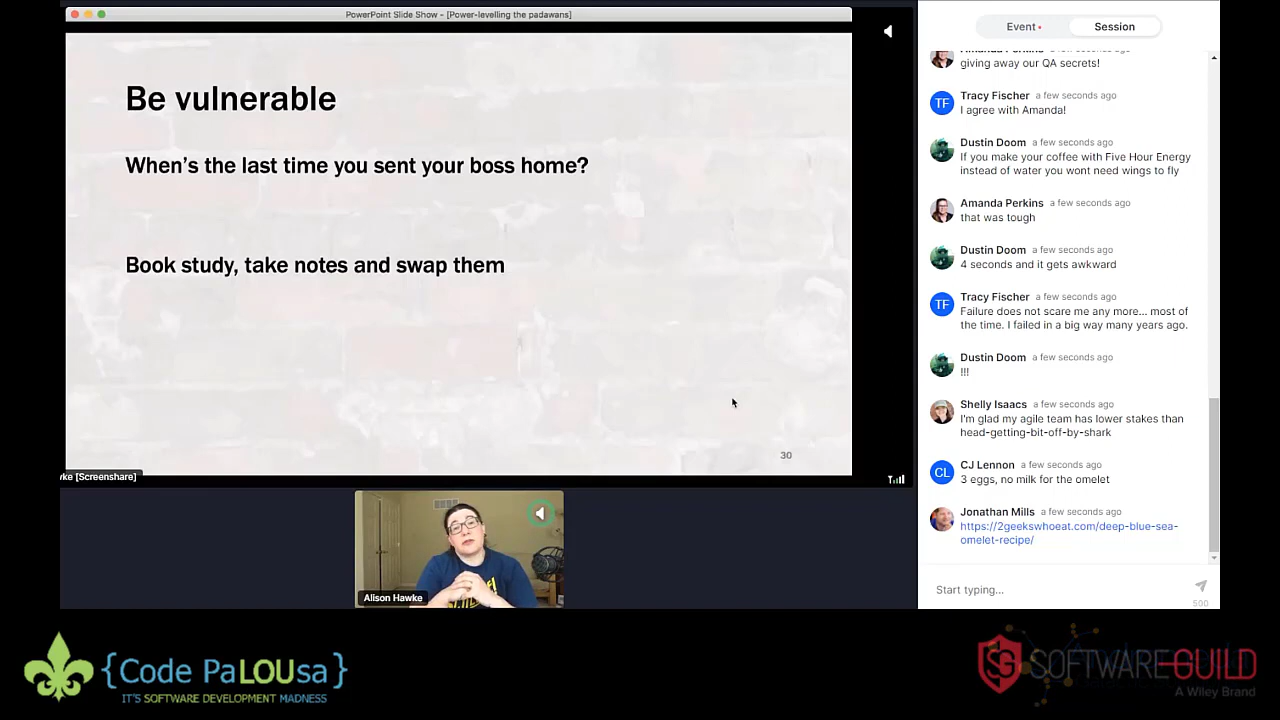 PowerPoint Slide Show - [Power-levelling the padawans]
Be vulnerable
When's the last time you sent your boss home?
Book study, take notes and swap them
30
ke [Screenshare]
Alison Hawke
Event
Session
giving away our QA secrets!
TF
Tracy Fischer a few seconds ago
I agree with Amanda!
Dustin Doom a few seconds ago
If you make your coffee with Five Hour Energy
instead of water you wont need wings to fly
Amanda Perkins a few seconds ago
that was tough
Dustin Doom a few seconds ago
4 seconds and it gets awkward
TF
Tracy Fischer a few seconds ago
Failure does not scare me any more... most of
the time. I failed in a big way many years ago.
Dustin Doom a few seconds ago
!!!
Shelly Isaacs a few seconds ago
I'm glad my agile team has lower stakes than
head-getting-bit-off-by-shark
CL
CJ Lennon a few seconds ago
3 eggs, no milk for the omelet
Jonathan Mills a few seconds ago
https://2geekswhoeat.com/deep-blue-sea-
omelet-recipe/
Start typing...
500
{Code PaLOUsa}
IT'S SOFTWARE DEVELOPMENT MADNESS
SG
SOFTWARE GUILD
A Wiley Brand